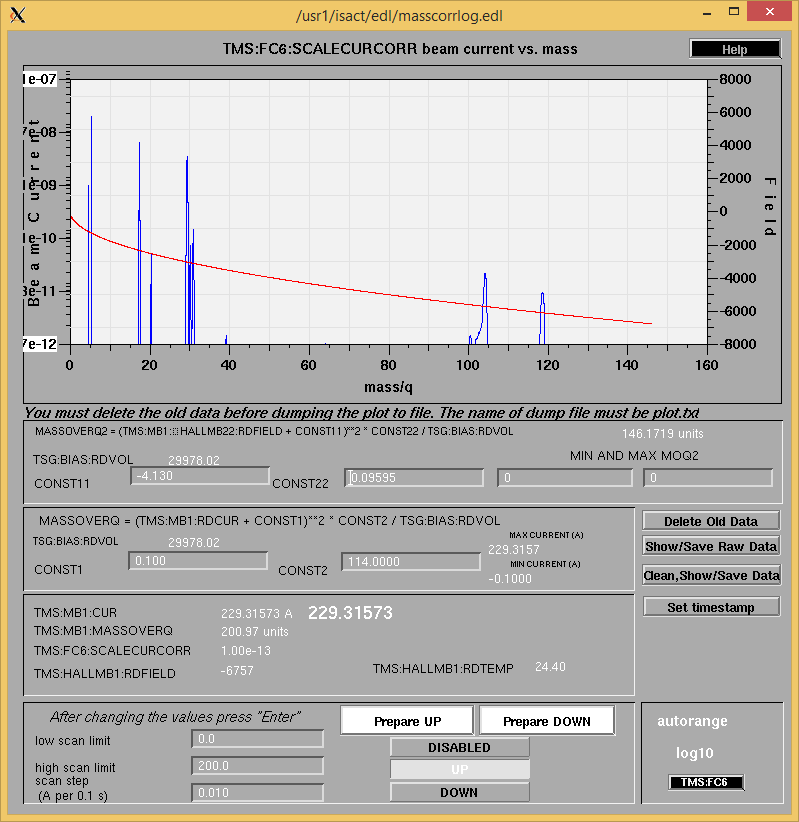 /usr1/isact/edl/masscorrlog.edl
TMS:FC6:SCALECURCORR beam current vs. mass
Help
1e-07
7e-08
1e-09
1e-10
3e-11
7e-12
Beam Current
8000
6000
4000
2000
0
-2000
-4000
-6000
-8000
Field
0 20 40 60 80 100 120 140 160
mass/q
You must delete the old data before dumping the plot to file. The name of dump file must be plot.txt
MASSOVERQ2 = (TMS:MB1: HALLMB22:RDFIELD + CONST11)**2 * CONST22 / TSG:BIAS:RDVOL 146.1719 units
TSG:BIAS:RDVOL 29978.02 MIN AND MAX MOQ2
CONST11 -4.130 CONST22 0.09595 0 0
MASSOVERQ = (TMS:MB1:RDCUR + CONST1)**2 * CONST2 / TSG:BIAS:RDVOL
TSG:BIAS:RDVOL 29978.02
MAX CURRENT (A)
229.3157
CONST1 0.100 CONST2 114.0000
MIN CURRENT (A)
-0.1000
Delete Old Data
Show/Save Raw Data
Clean,Show/Save Data
Set timestamp
TMS:MB1:CUR 229.31573 A 229.31573
TMS:MB1:MASSOVERQ 200.97 units
TMS:FC6:SCALECURCORR 1.00e-13
TMS:HALLMB1:RDFIELD -6757 TMS:HALLMB1:RDTEMP 24.40
After changing the values press "Enter"
Prepare UP Prepare DOWN
low scan limit 0.0
DISABLED
high scan limit 200.0
UP
scan step
(A per 0.1 s) 0.010
DOWN
autorange
log10
TMS:FC6